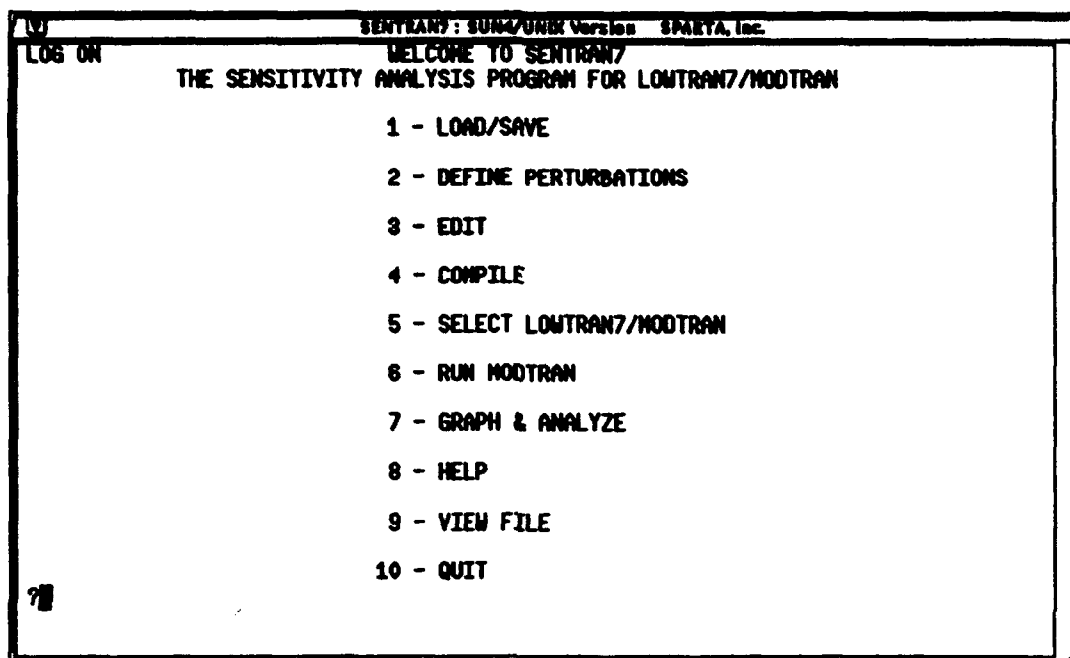 SENTRAN7: SUN4/UNIX Version SPARTA, Inc.
LOG ON WELCOME TO SENTRAN7
THE SENSITIVITY ANALYSIS PROGRAM FOR LOWTRAN7/MODTRAN
1 - LOAD/SAVE
2 - DEFINE PERTURBATIONS
3 - EDIT
4 - COMPILE
5 - SELECT LOWTRAN7/MODTRAN
6 - RUN MODTRAN
7 - GRAPH & ANALYZE
8 - HELP
9 - VIEW FILE
10 - QUIT
?